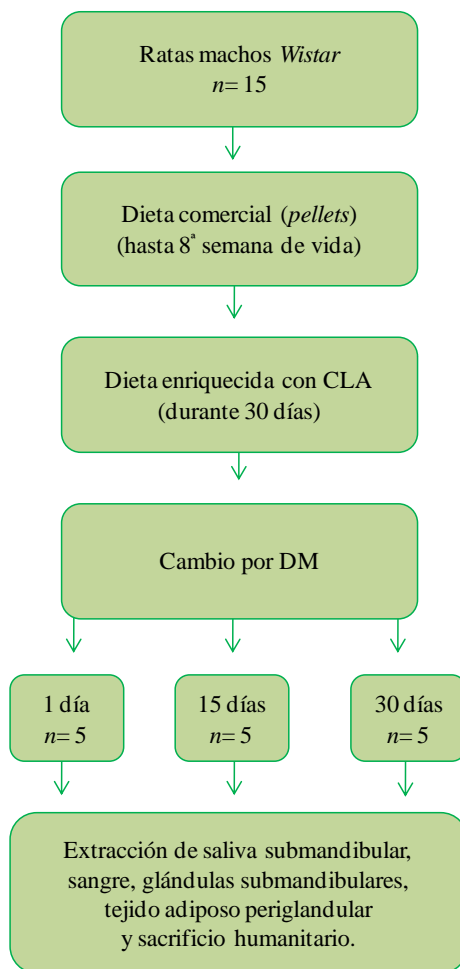 Ratas machos Wistar
n= 15
Dieta comercial (pellets)
(hasta 8ª semana de vida)
Dieta enriquecida con CLA
(durante 30 días)
Cambio por DM
1 día
n= 5
15 días
n= 5
30 días
n= 5
Extracción de saliva submandibular,
sangre, glándulas submandibulares,
tejido adiposo periglandular
y sacrificio humanitario.